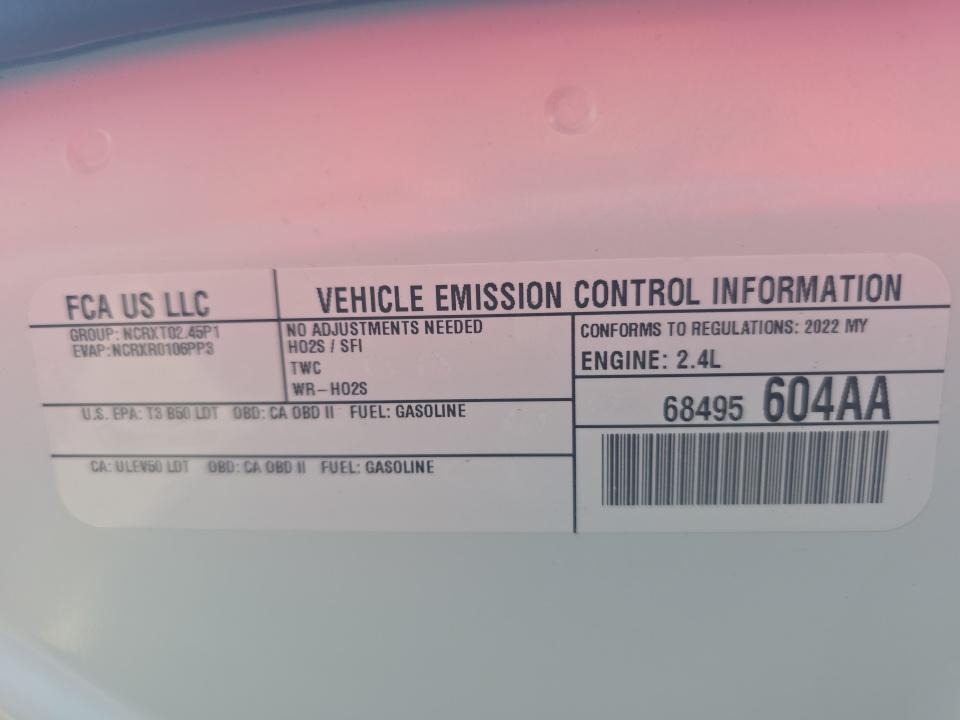 FCA US LLC
VEHICLE EMISSION CONTROL INFORMATION
GROUP: NCRXT02.45P1
EVAP:NCRXR0106PP3
NO ADJUSTMENTS NEEDED
HO2S / SFI
TWC
WR-HO2S
CONFORMS TO REGULATIONS: 2022 MY
ENGINE: 2.4L
68495 604AA
U.S. EPA: T3 B50 LDT OBD: CA OBD II FUEL: GASOLINE
CA: ULEV50 LDT OBD: CA OBD II FUEL: GASOLINE